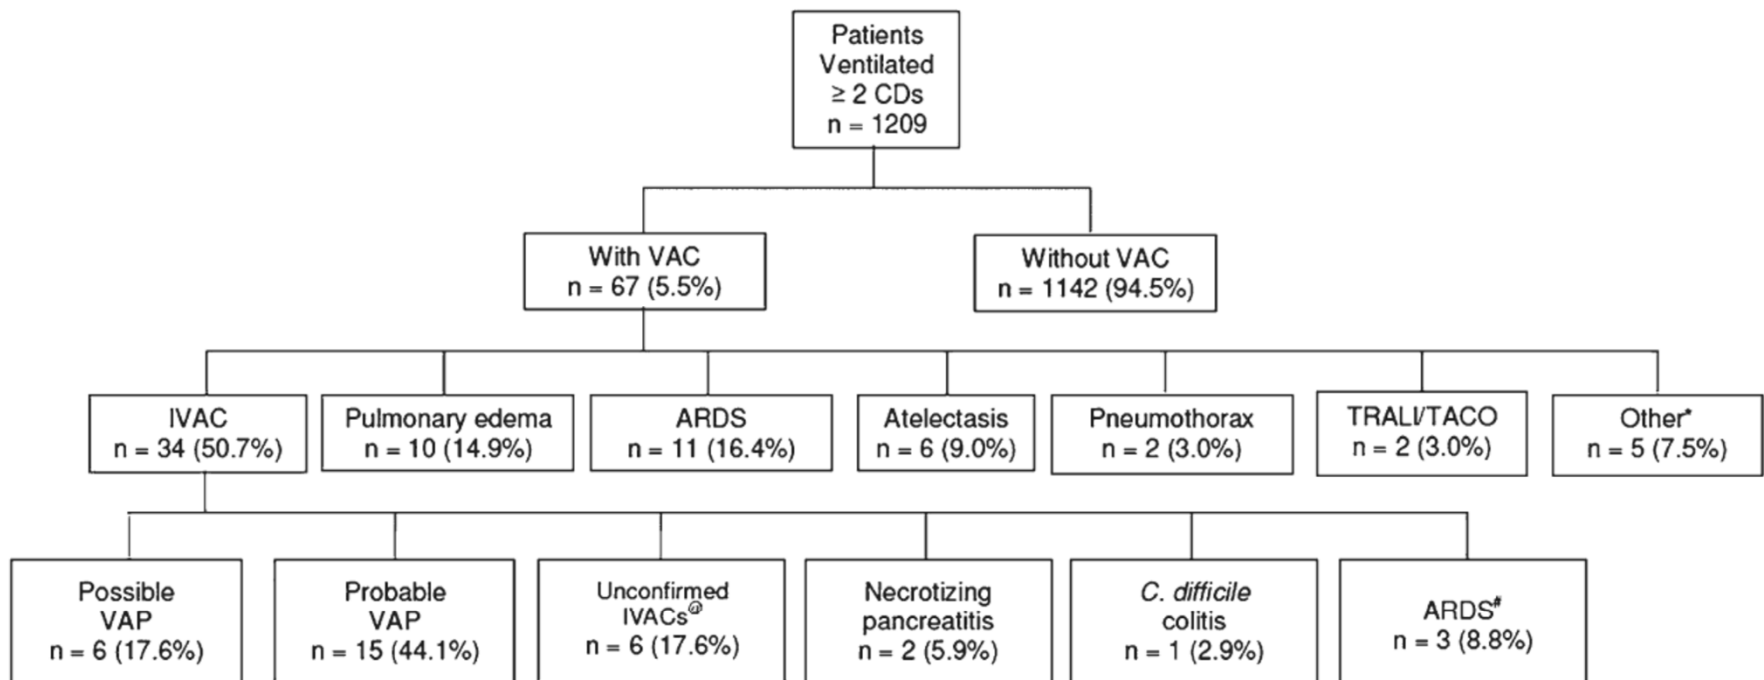 Patients
Ventilated
≥ 2 CDs
n = 1209
With VAC
n = 67 (5.5%)
Without VAC
n = 1142 (94.5%)
IVAC
n = 34 (50.7%)
Pulmonary edema
n = 10 (14.9%)
ARDS
n = 11 (16.4%)
Atelectasis
n = 6 (9.0%)
Pneumothorax
n = 2 (3.0%)
TRALI/TACO
n = 2 (3.0%)
Other*
n = 5 (7.5%)
Possible
VAP
n = 6 (17.6%)
Probable
VAP
n = 15 (44.1%)
Unconfirmed
IVACs@
n = 6 (17.6%)
Necrotizing
pancreatitis
n = 2 (5.9%)
C. difficile
colitis
n = 1 (2.9%)
ARDS#
n = 3 (8.8%)